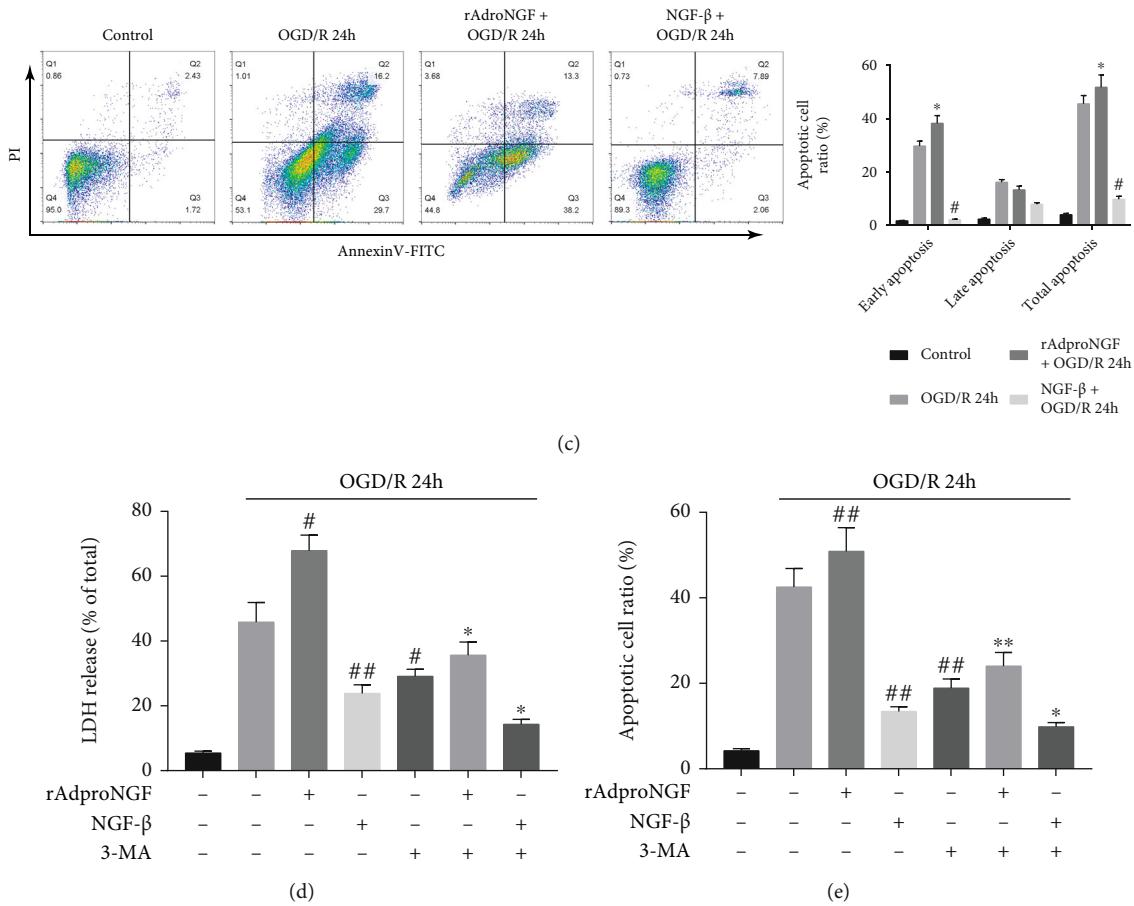 Control
OGD/R 24h
rAdroNGF +
OGD/R 24h
NGF-β +
OGD/R 24h
Q1
0.86
Q2
2.43
Q4
95.0
Q3
1.72
Q1
1.01
Q2
16.2
Q4
53.1
Q3
29.7
Q1
3.68
Q2
13.3
Q4
44.8
Q3
38.2
Q1
0.73
Q2
7.89
Q4
89.3
Q3
2.06
PI
AnnexinV-FITC
Apoptotic cell
ratio (%)
60
40
20
0
*
#
*
#
Early apoptosis
Late apoptosis
Total apoptosis
Control
rAdproNGF
+ OGD/R 24h
OGD/R 24h
NGF-β +
OGD/R 24h
(c)
OGD/R 24h
LDH release (% of total)
80
60
40
20
0
#
##
#
*
*
rAdproNGF – – + – – + –
NGF-β – – – + – – +
3-MA – – – – + + +
(d)
OGD/R 24h
Apoptotic cell ratio (%)
60
40
20
0
##
##
##
**
*
rAdproNGF – – + – – + –
NGF-β – – – + – – +
3-MA – – – – + + +
(e)